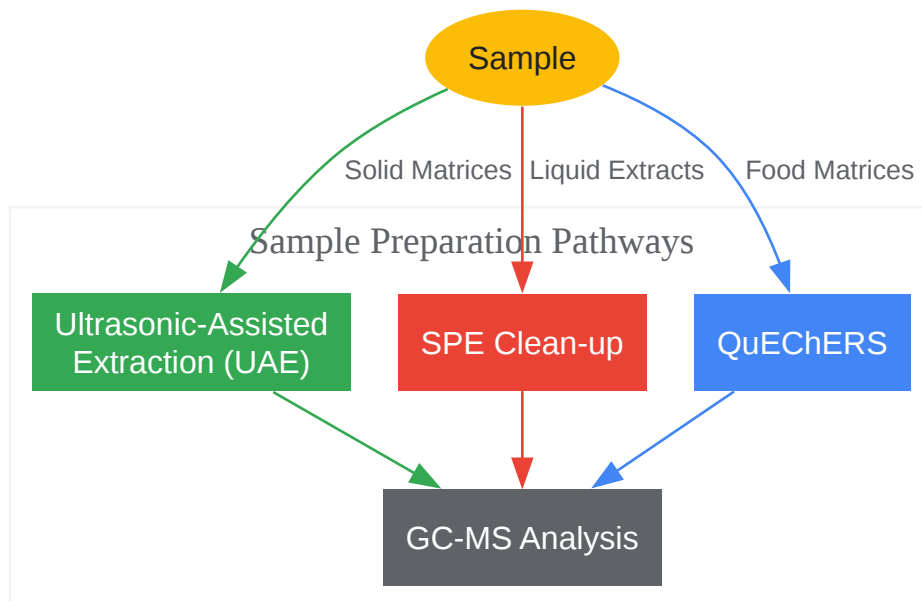 Sample
Solid Matrices
Liquid Extracts
Food Matrices
Sample Preparation Pathways
Ultrasonic-Assisted
Extraction (UAE)
SPE Clean-up
QuEChERS
GC-MS Analysis